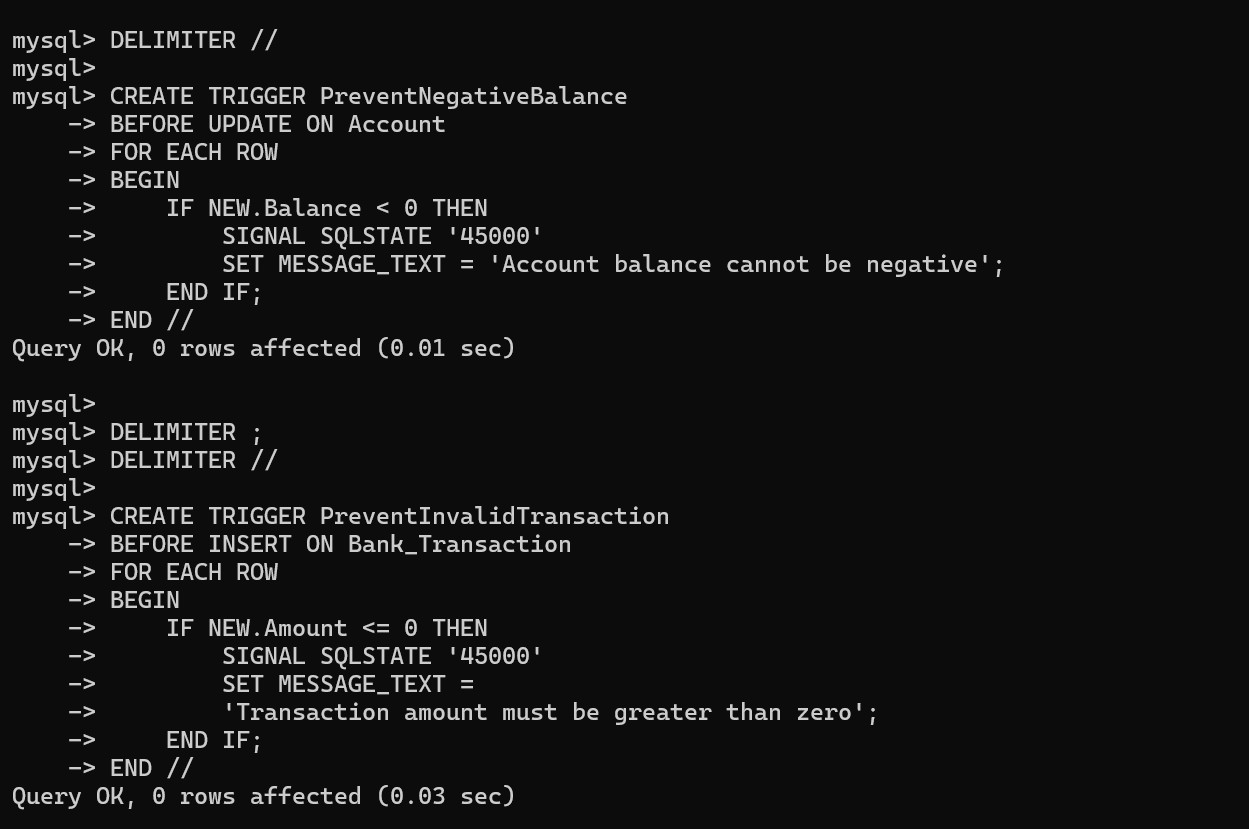 mysql> DELIMITER //
mysql>
mysql> CREATE TRIGGER PreventNegativeBalance
    -> BEFORE UPDATE ON Account
    -> FOR EACH ROW
    -> BEGIN
    ->     IF NEW.Balance < 0 THEN
    ->         SIGNAL SQLSTATE '45000'
    ->         SET MESSAGE_TEXT = 'Account balance cannot be negative';
    ->     END IF;
    -> END //
Query OK, 0 rows affected (0.01 sec)

mysql>
mysql> DELIMITER ;
mysql> DELIMITER //
mysql>
mysql> CREATE TRIGGER PreventInvalidTransaction
    -> BEFORE INSERT ON Bank_Transaction
    -> FOR EACH ROW
    -> BEGIN
    ->     IF NEW.Amount <= 0 THEN
    ->         SIGNAL SQLSTATE '45000'
    ->         SET MESSAGE_TEXT =
    ->         'Transaction amount must be greater than zero';
    ->     END IF;
    -> END //
Query OK, 0 rows affected (0.03 sec)